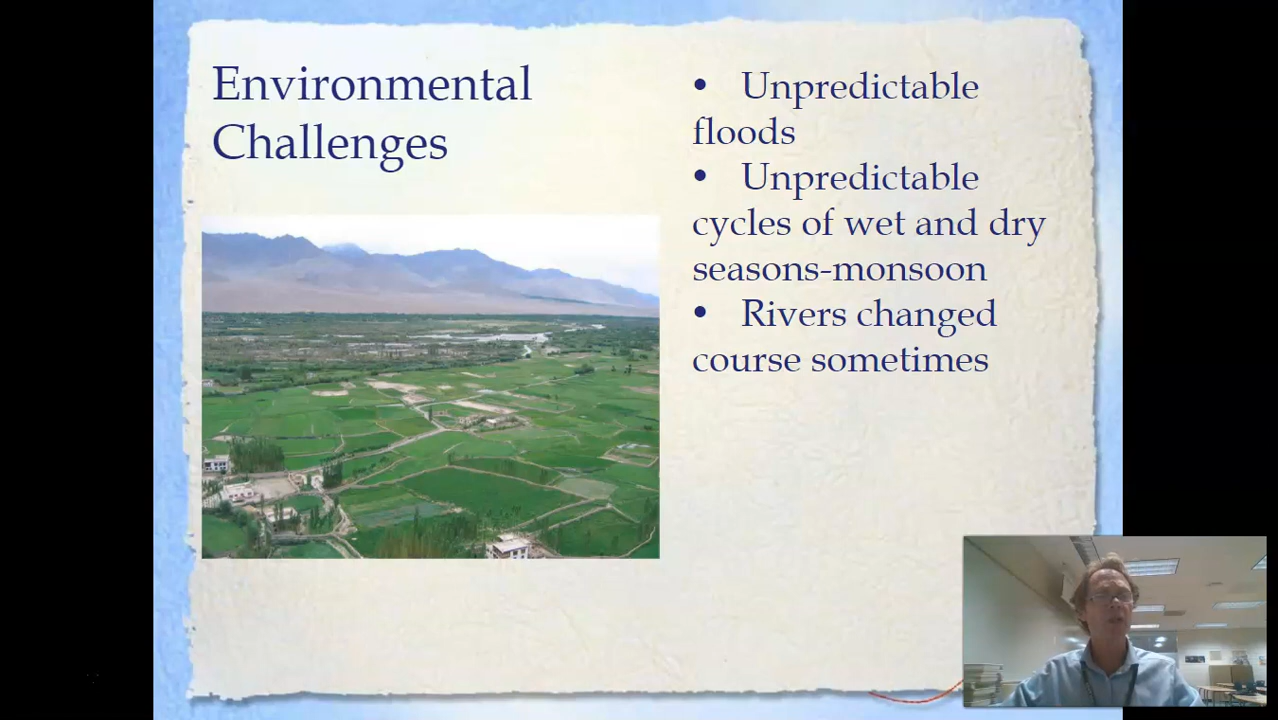 Environmental
Challenges
• Unpredictable
floods
• Unpredictable
cycles of wet and dry
seasons-monsoon
• Rivers changed
course sometimes